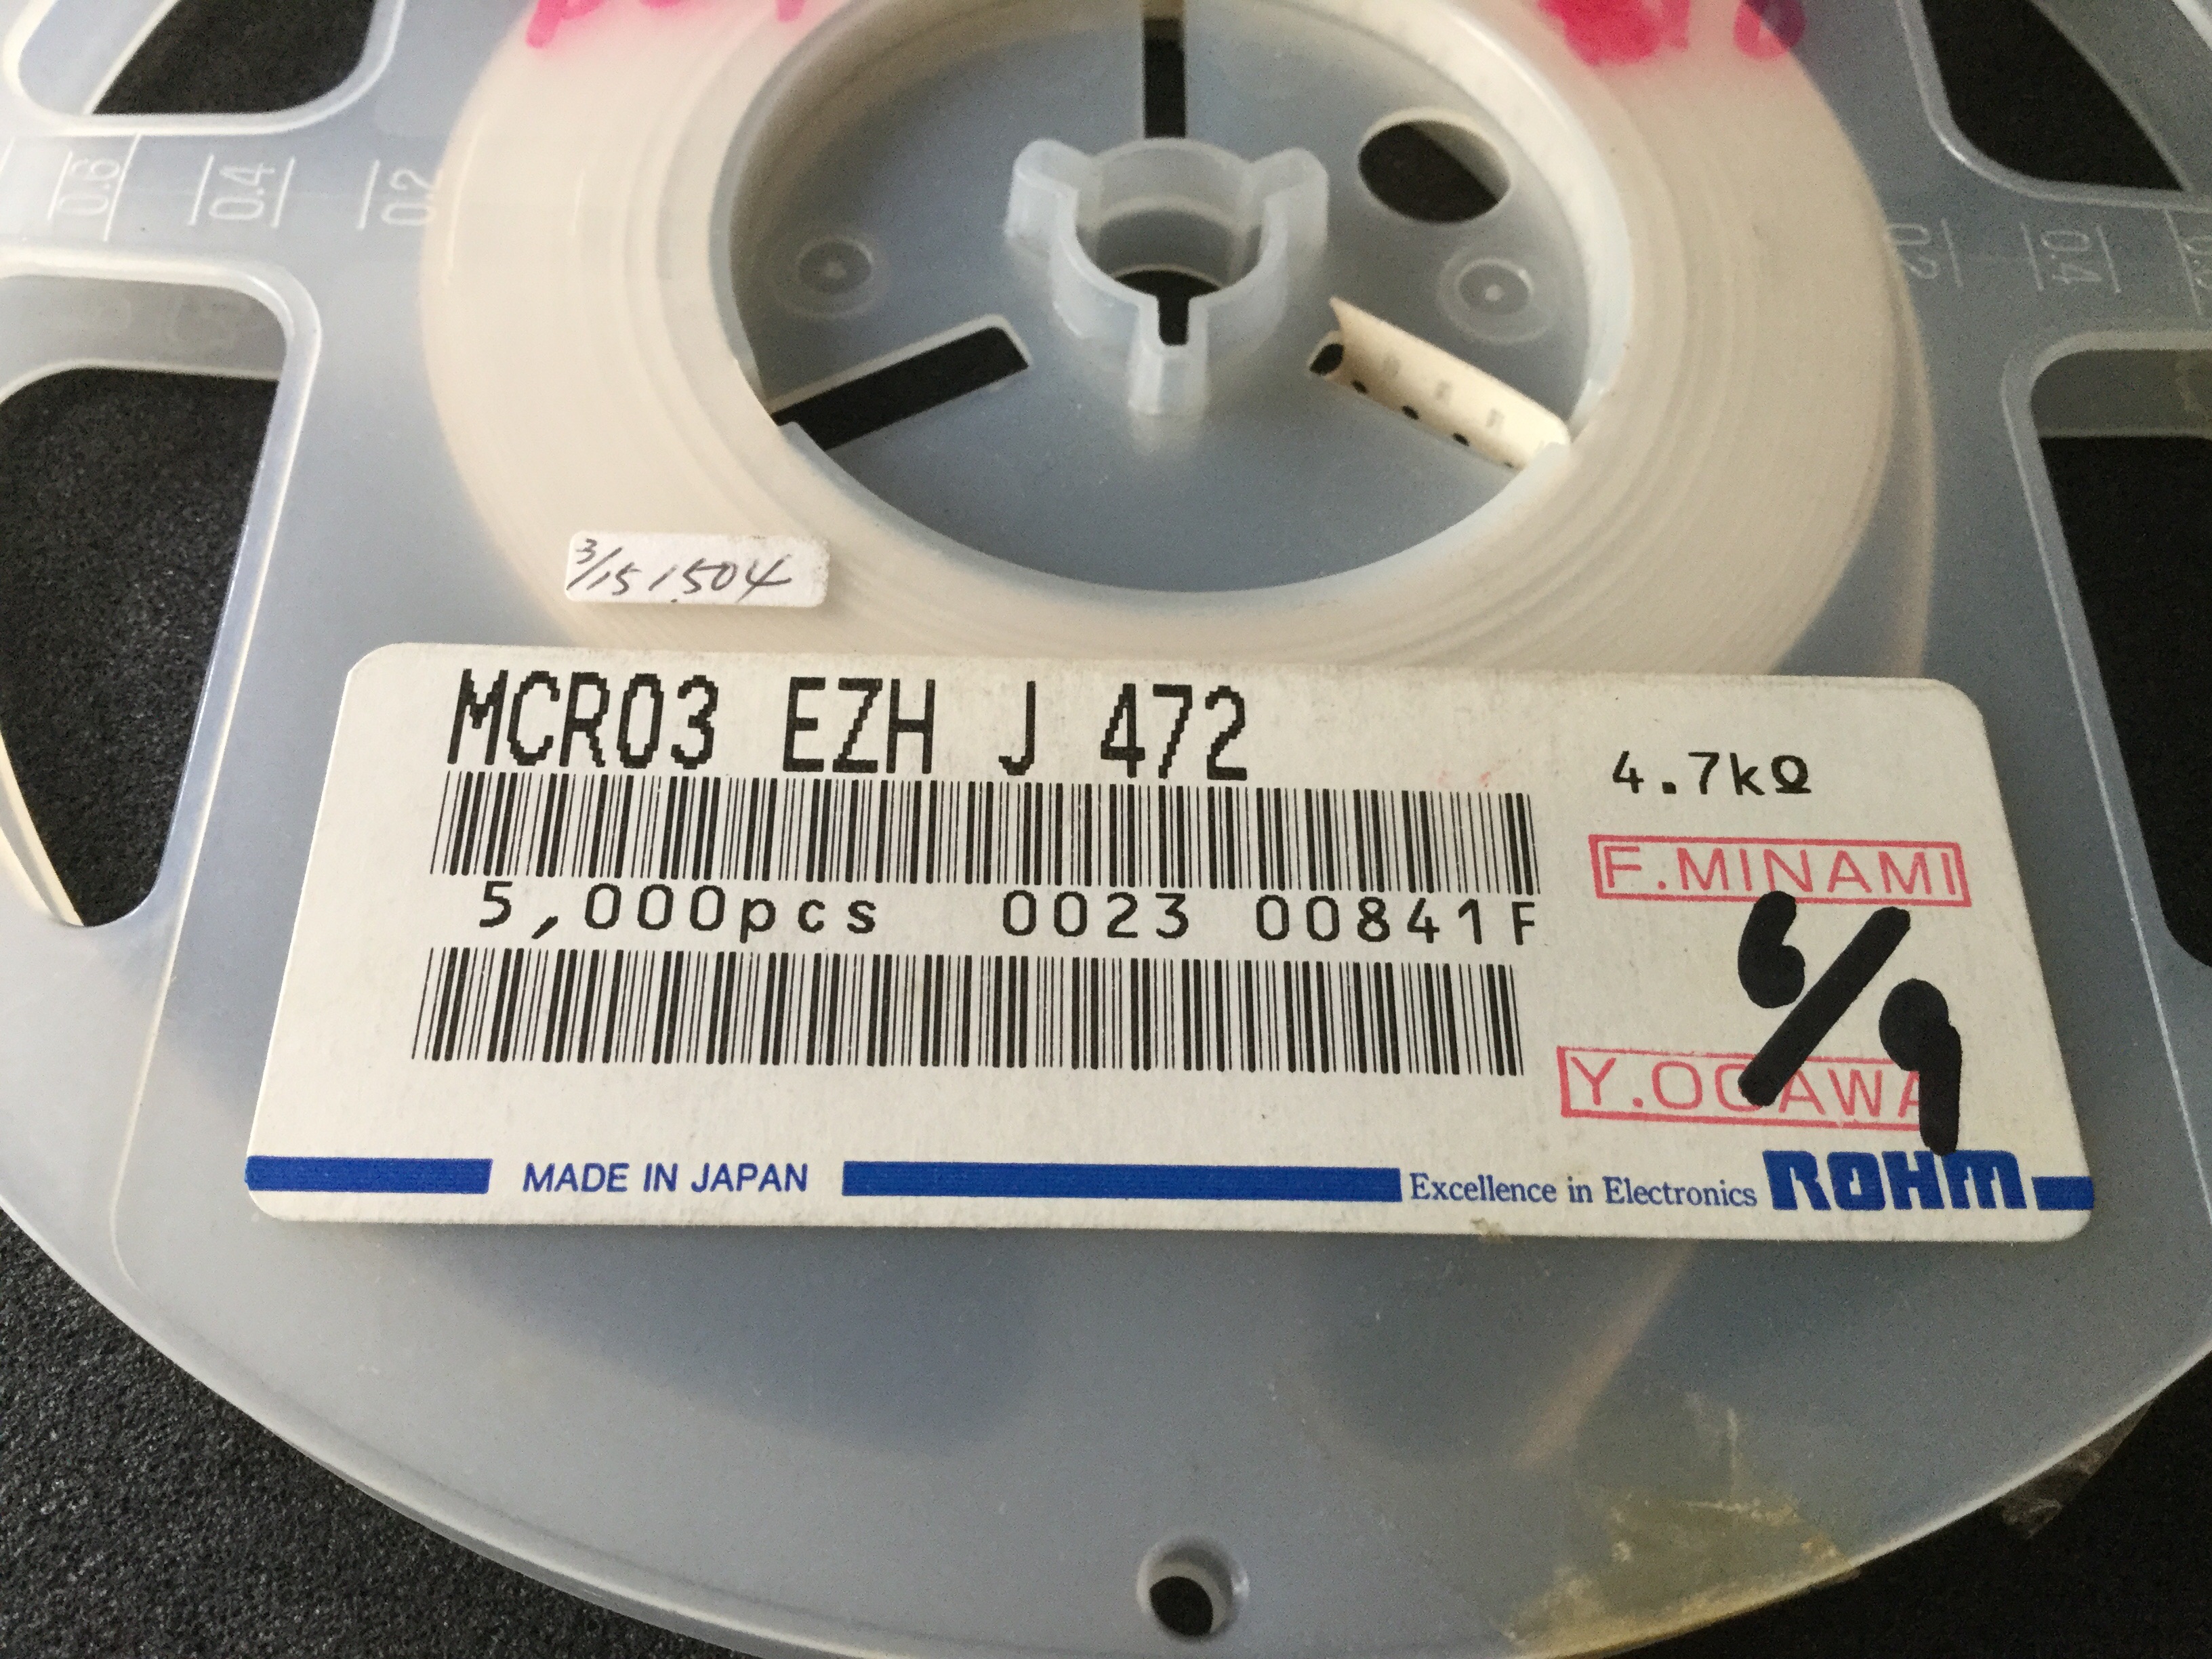 0.6 0.4 0.2
0.2 0.4
3/15 1504
MCR03 EZH J 472
4.7kΩ
5,000pcs 0023 00841F
F.MINAMI
6/9
Y.OGAWA
MADE IN JAPAN
Excellence in Electronics ROHM